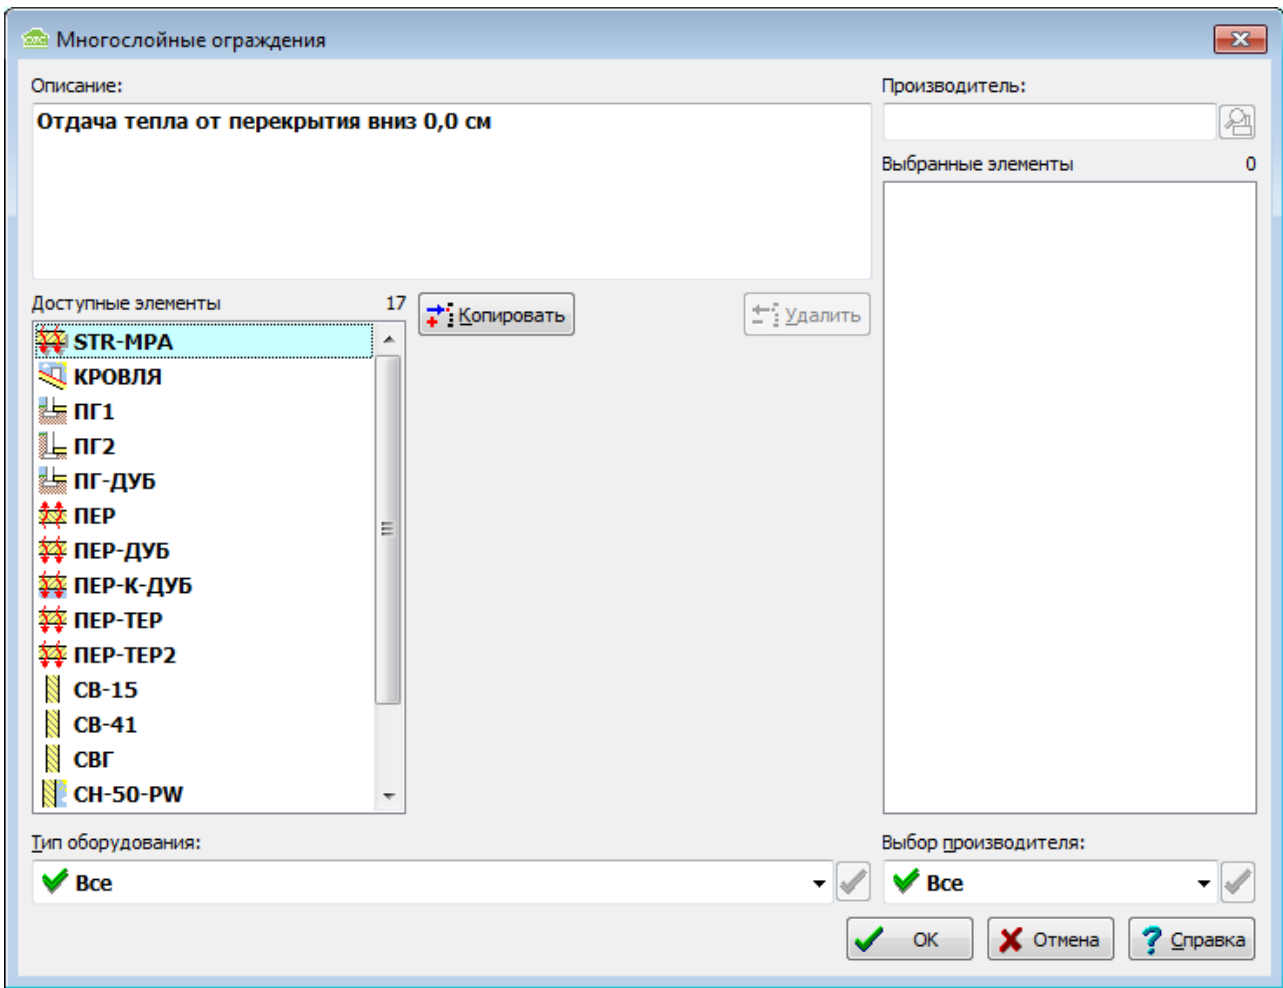 Многослойные ограждения
Описание:
Отдача тепла от перекрытия вниз 0,0 см
Производитель:
Выбранные элементы 0
Доступные элементы 17
Копировать
Удалить
STR-MPA
КРОВЛЯ
ПГ1
ПГ2
ПГ-ДУБ
ПЕР
ПЕР-ДУБ
ПЕР-К-ДУБ
ПЕР-ТЕР
ПЕР-ТЕР2
СВ-15
СВ-41
СВГ
СН-50-PW
Тип оборудования:
Все
Выбор производителя:
Все
ОК
Отмена
Справка